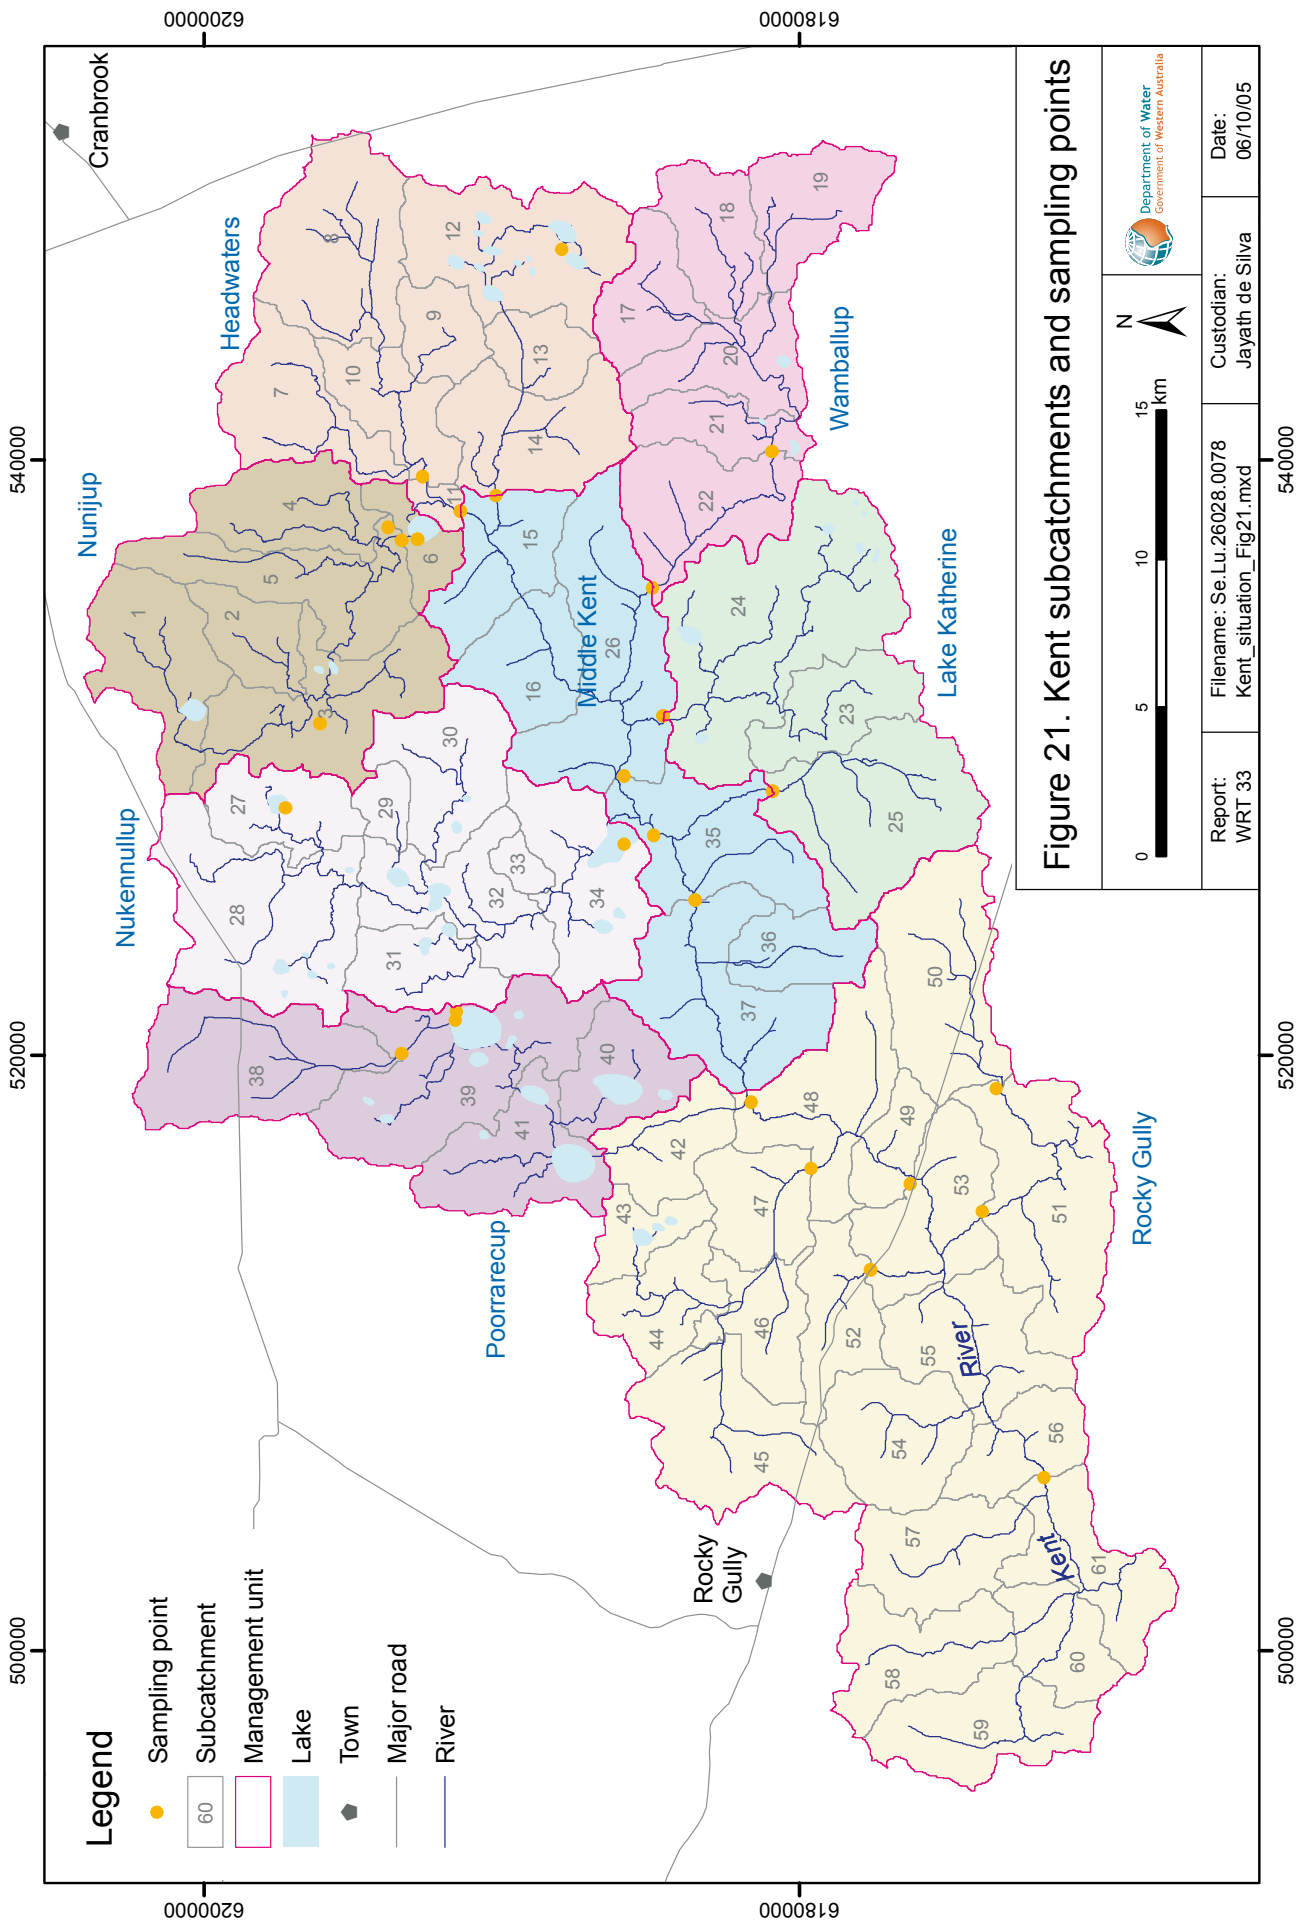 500000
520000
540000
6200000
6200000
6180000
6180000
500000
520000
540000
Legend
Sampling point
60
Subcatchment
Management unit
Lake
Town
Major road
River
Cranbrook
Rocky
Gully
Poorrarecup
Nukennullup
Nunijup
Headwaters
Middle Kent
Wamballup
Lake Katherine
Rocky Gully
Kent
River
1
2
3
4
5
6
7
8
9
10
11
12
13
14
15
16
17
18
19
20
21
22
23
24
25
26
27
28
29
30
31
32
33
34
35
36
37
38
39
40
41
42
43
44
45
46
47
48
49
50
51
52
53
54
55
56
57
58
59
60
61
Figure 21. Kent subcatchments and sampling points
0
5
10
15
km
N
Department of Water
Government of Western Australia
Report:
WRT 33
Filename: Se.Lu.26028.0078
Kent_situation_Fig21.mxd
Custodian:
Jayath de Silva
Date:
06/10/05